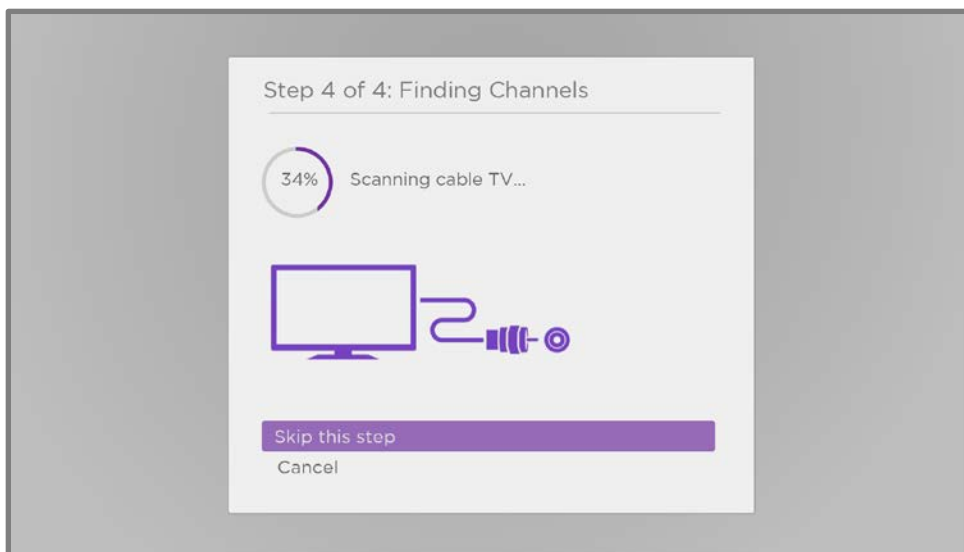 Step 4 of 4: Finding Channels
34%
Scanning cable TV...
Skip this step
Cancel